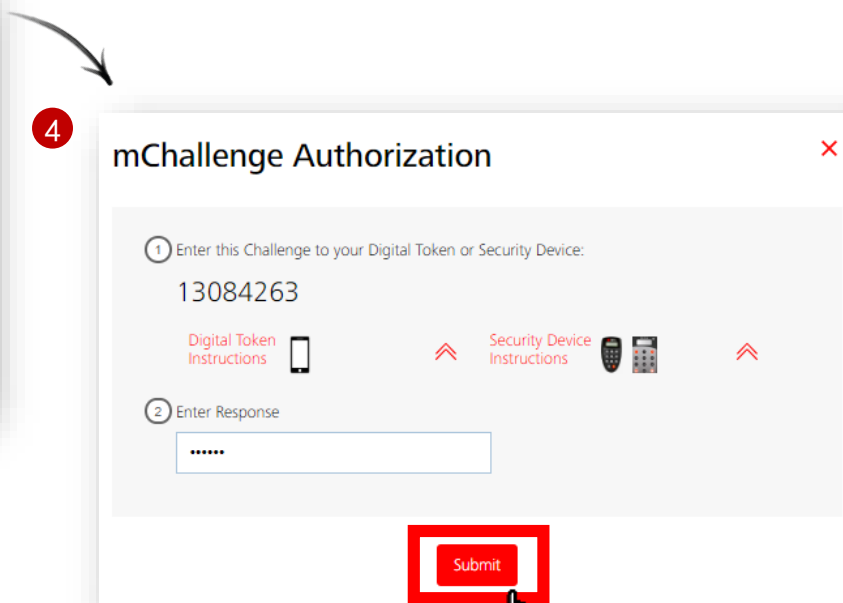 4
mChallenge Authorization
1 Enter this Challenge to your Digital Token or Security Device:
13084263
Digital Token
Instructions
Security Device
Instructions
2 Enter Response
••••••
Submit